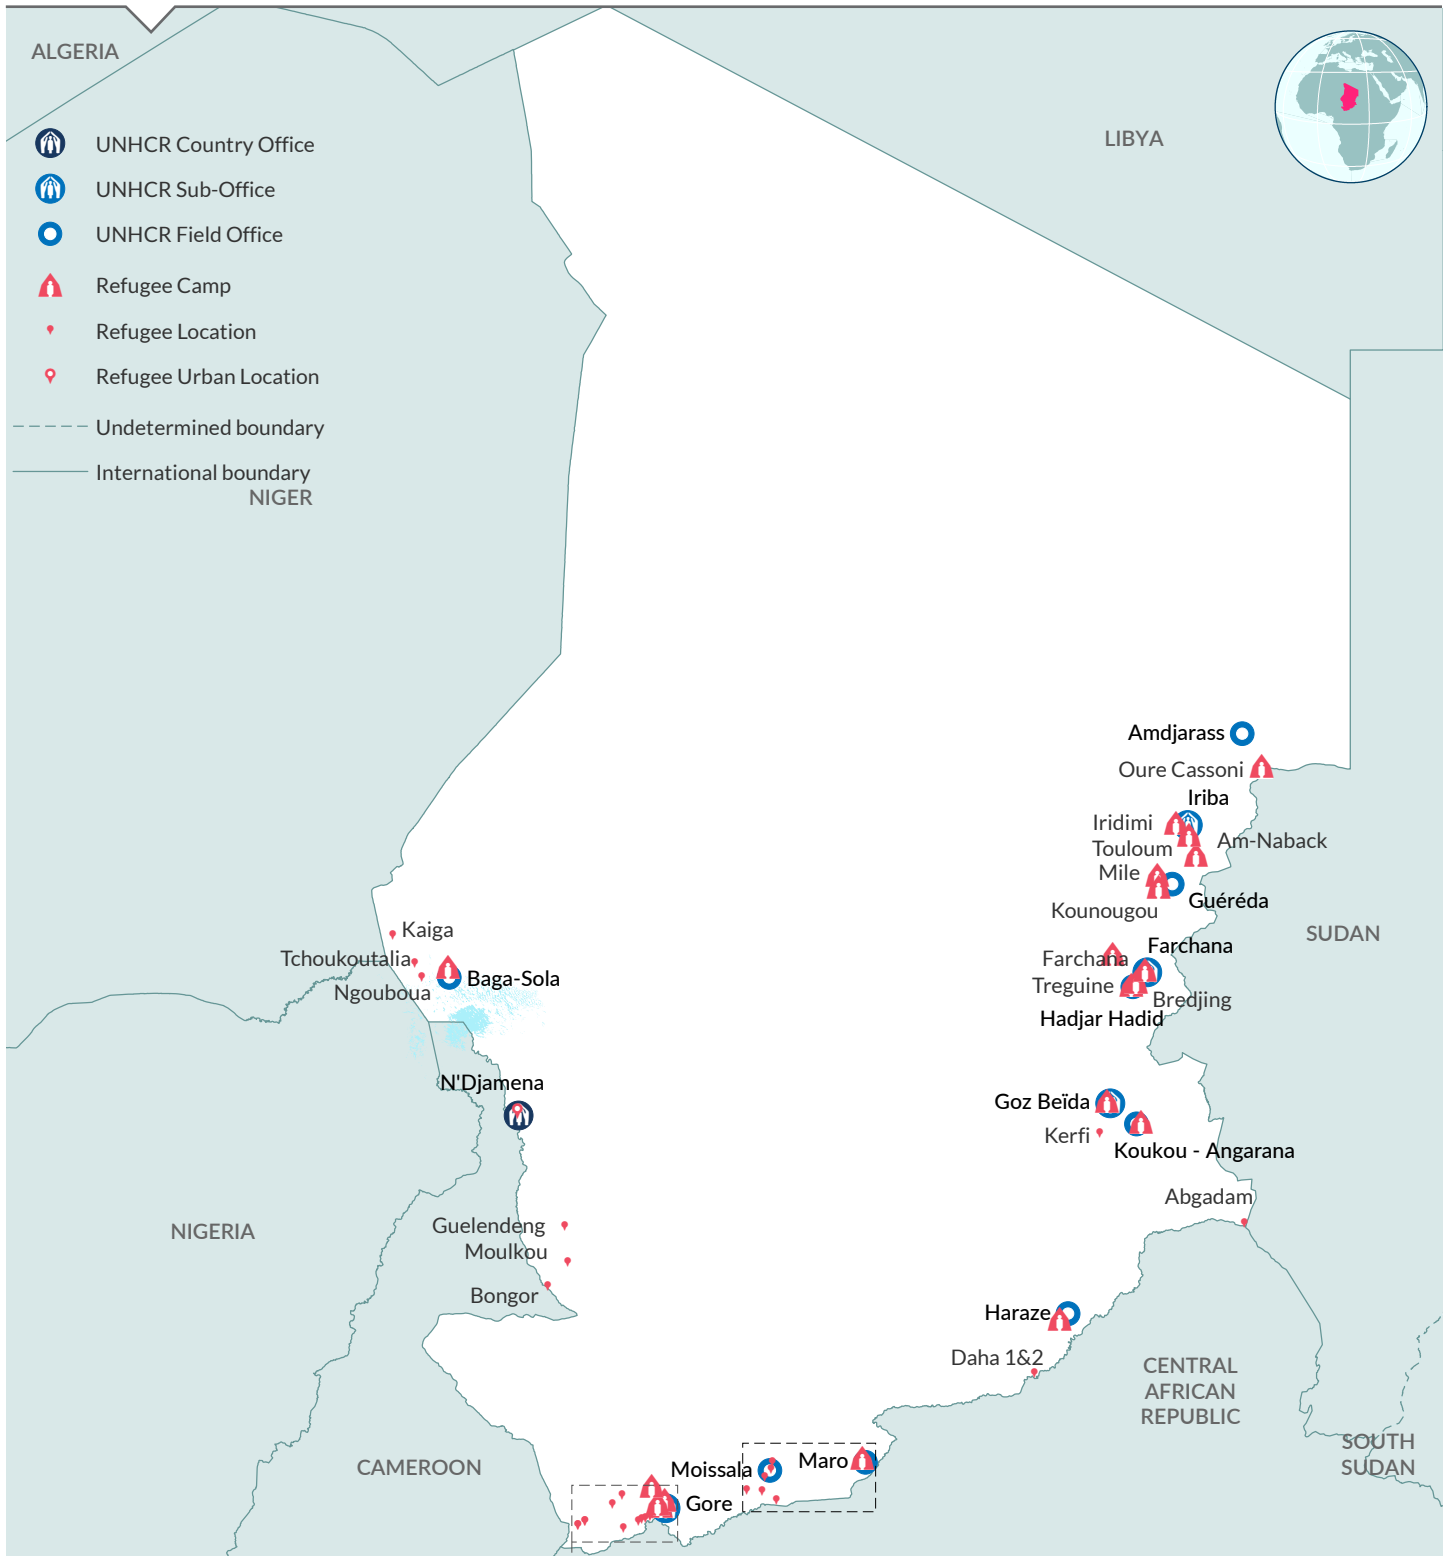 ALGERIA
LIBYA
UNHCR Country Office
UNHCR Sub-Office
UNHCR Field Office
Refugee Camp
Refugee Location
Refugee Urban Location
Undetermined boundary
International boundary
NIGER
Amdjarass
Oure Cassoni
Iriba
Iridimi
Am-Naback
Touloum
Mile
Guéréda
Kounougou
SUDAN
Kaiga
Farchana
Tchoukoutalia
Farchana
Baga-Sola
Treguine
Ngouboua
Bredjing
Hadjar Hadid
N'Djamena
Goz Beïda
Kerfi
Koukou - Angarana
Abgadam
NIGERIA
Guelendeng
Moulkou
Bongor
Haraze
Daha 1&2
CENTRAL
AFRICAN
REPUBLIC
SOUTH
SUDAN
CAMEROON
Moissala
Maro
Gore